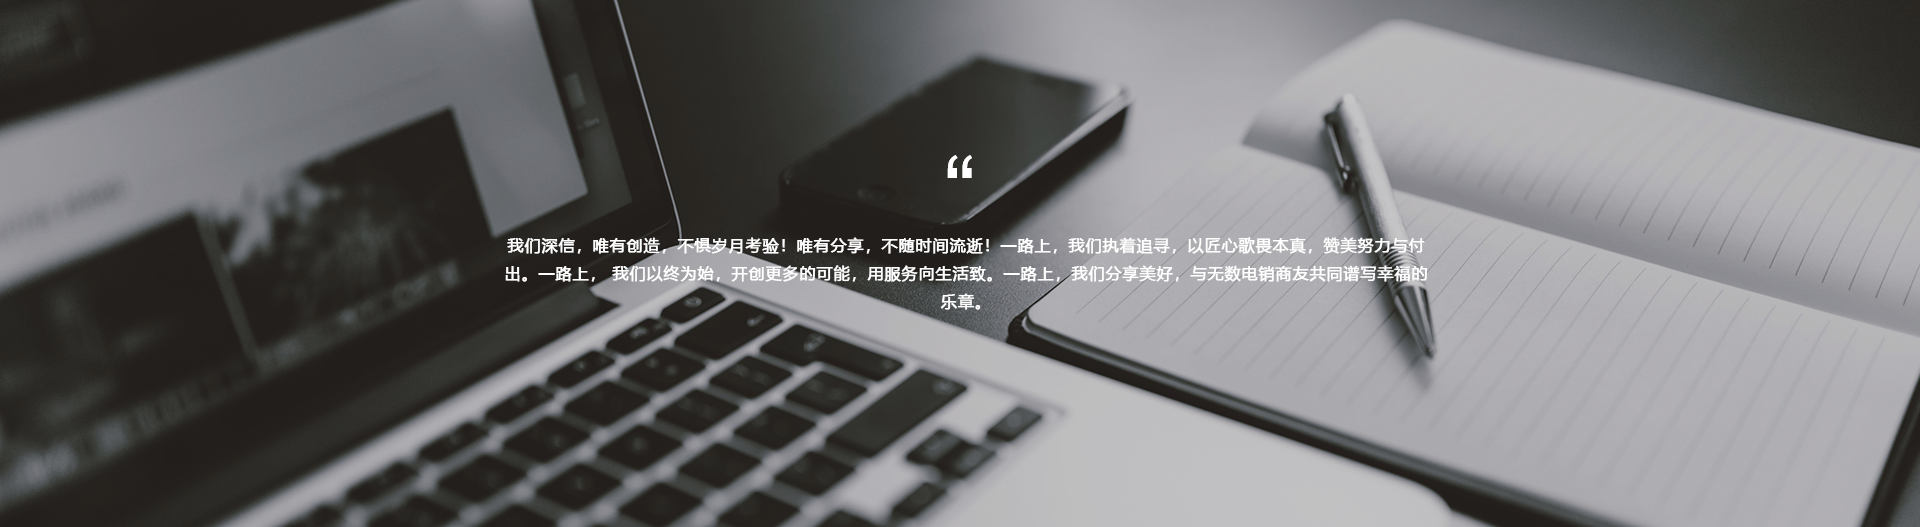 “
我们深信，唯有创造，不惧岁月考验！唯有分享，不随时间流逝！一路上，我们执着追寻，以匠心歌畏本真，赞美努力与付
出。一路上， 我们以终为始，开创更多的可能，用服务向生活致。一路上，我们分享美好，与无数电销商友共同谱写幸福的
乐章。